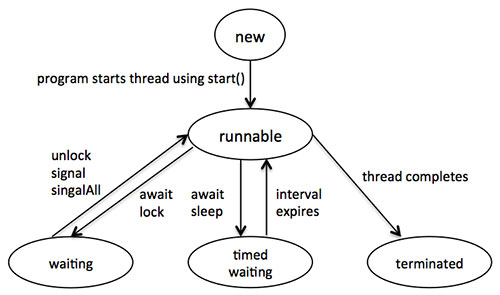 new
program starts thread using start()
runnable
unlock
signal
singalAll
await
lock
await
sleep
interval
expires
thread completes
waiting
timed
waiting
terminated